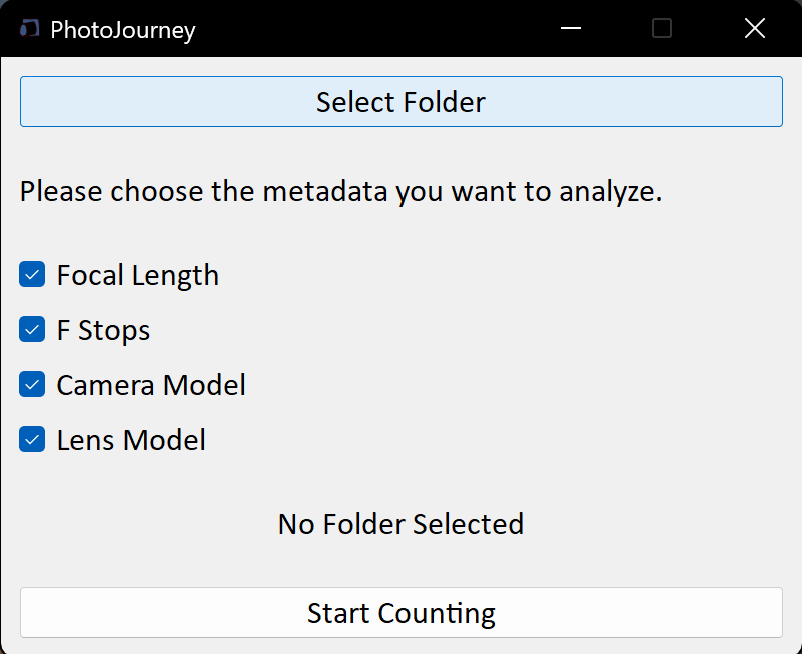 PhotoJourney
Select Folder
Please choose the metadata you want to analyze.
Focal Length
F Stops
Camera Model
Lens Model
No Folder Selected
Start Counting